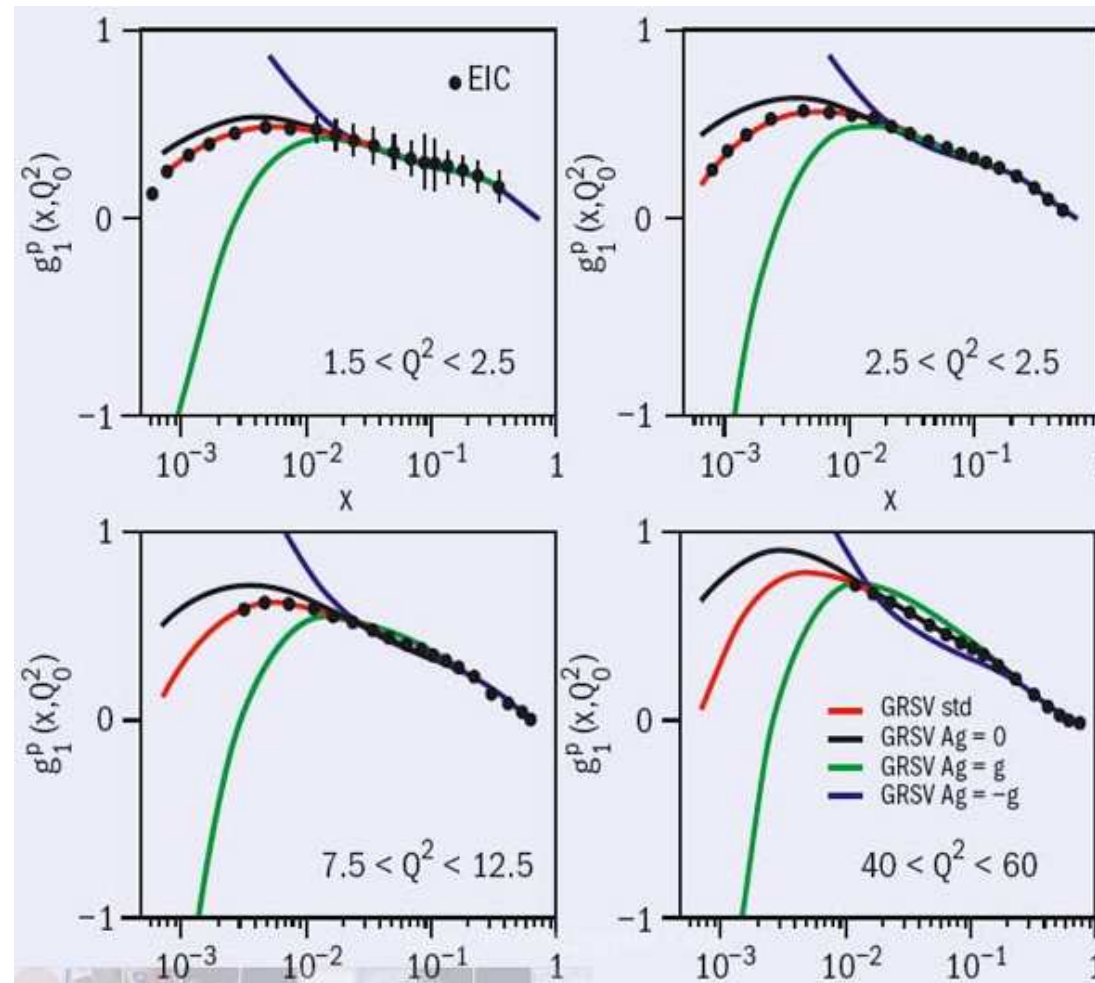 1
EIC
0
g₁ᵖ (x,Q₀²)
1.5 < Q² < 2.5
−1
10⁻³ 10⁻² 10⁻¹ 1
x
1
0
g₁ᵖ (x,Q₀²)
2.5 < Q² < 2.5
−1
10⁻³ 10⁻² 10⁻¹ 1
x
1
0
g₁ᵖ (x,Q₀²)
7.5 < Q² < 12.5
−1
10⁻³ 10⁻² 10⁻¹ 1
1
0
g₁ᵖ (x,Q₀²)
GRSV std
GRSV Ag = 0
GRSV Ag = g
GRSV Ag = −g
40 < Q² < 60
−1
10⁻³ 10⁻² 10⁻¹ 1